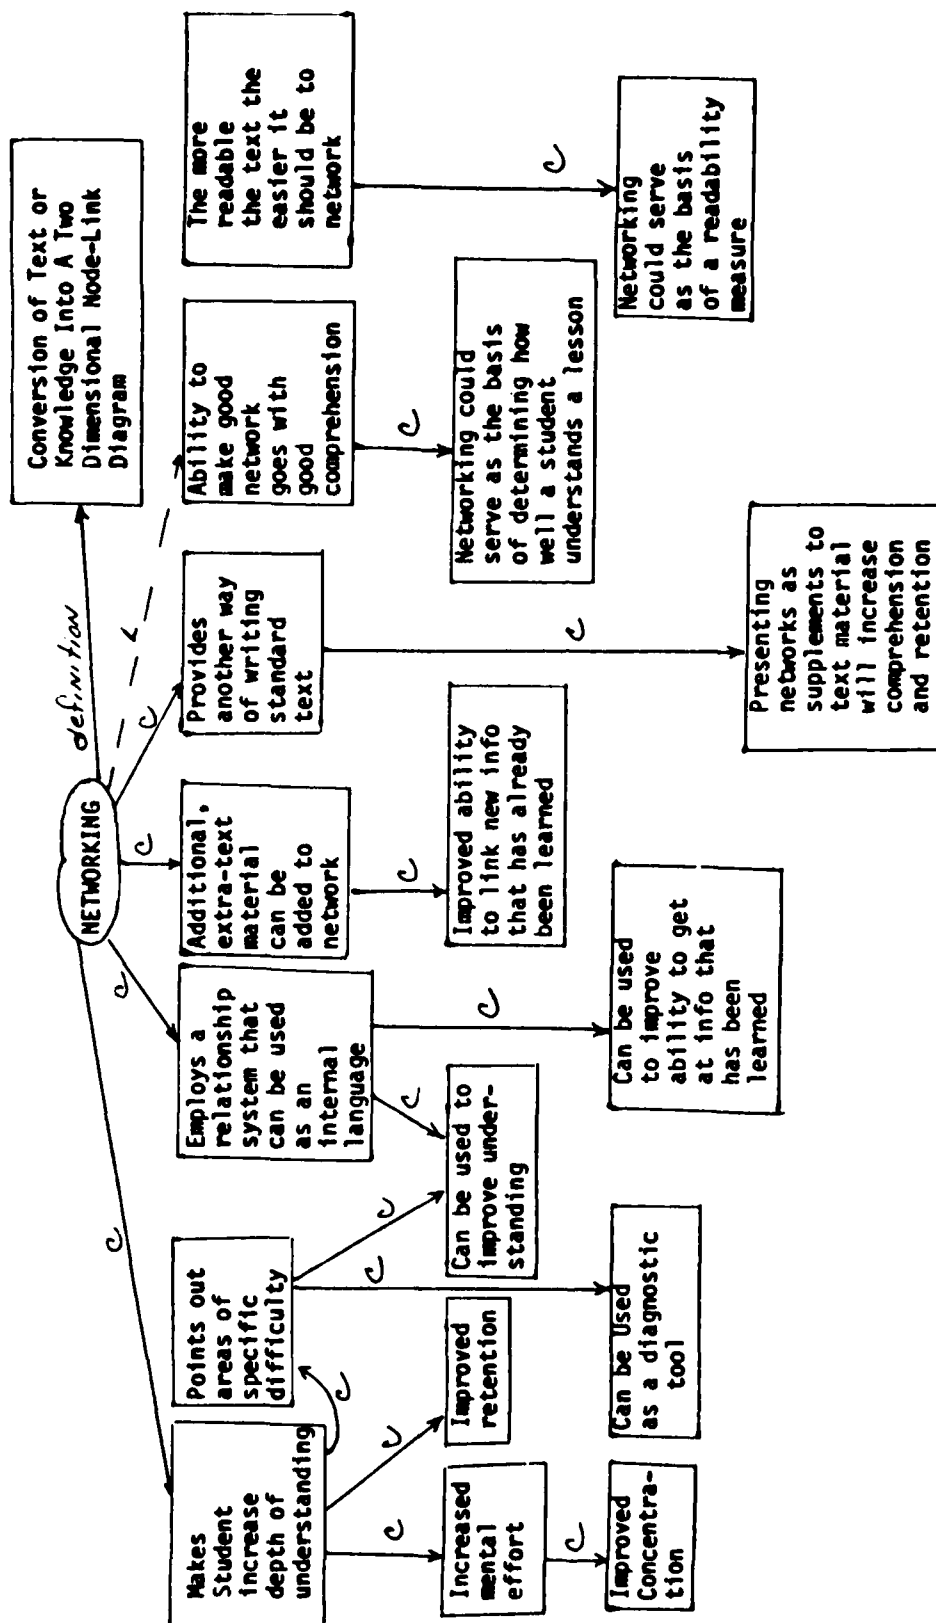 Conversion of Text or
Knowledge Into A Two
Dimensional Node-Link
Diagram
definition
NETWORKING
C
C
C
C
L
Makes
Student
increase
depth of
understanding
Points out
areas of
specific
difficulty
Employs a
relationship
system that
can be used
as an
internal
language
Additional,
extra-text
material
can be
added to
network
Provides
another way
of writing
standard
text
Ability to
make good
network
goes with
good
comprehension
The more
readable
the text the
easier it
should be to
network
C
C
C
C
C
C
C
C
C
C
C
Increased
mental
effort
Improved
retention
Can be used to
improve under-
standing
Improved ability
to link new info
that has already
been learned
Networking could
serve as the basis
of determining how
well a student
understands a lesson
C
Improved
Concentra-
tion
Can be Used
as a diagnostic
tool
Can be used
to improve
ability to get
at info that
has been
learned
Networking
could serve
as the basis
of a readability
measure
Presenting
networks as
supplements to
text material
will increase
comprehension
and retention